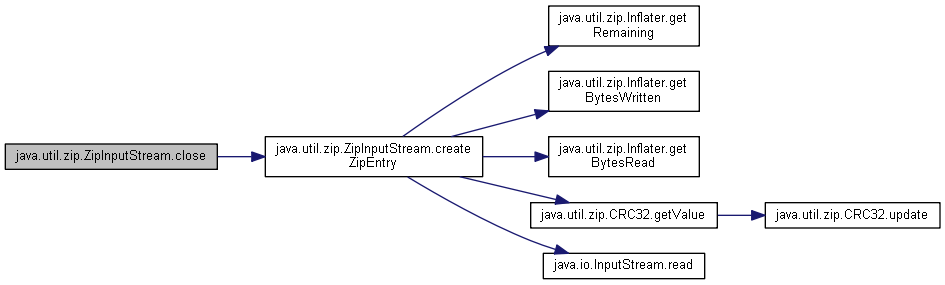 java.util.zip.Inflater.get
Remaining
java.util.zip.Inflater.get
BytesWritten
java.util.zip.ZipInputStream.close
java.util.zip.ZipInputStream.create
ZipEntry
java.util.zip.Inflater.get
BytesRead
java.util.zip.CRC32.getValue
java.util.zip.CRC32.update
java.io.InputStream.read